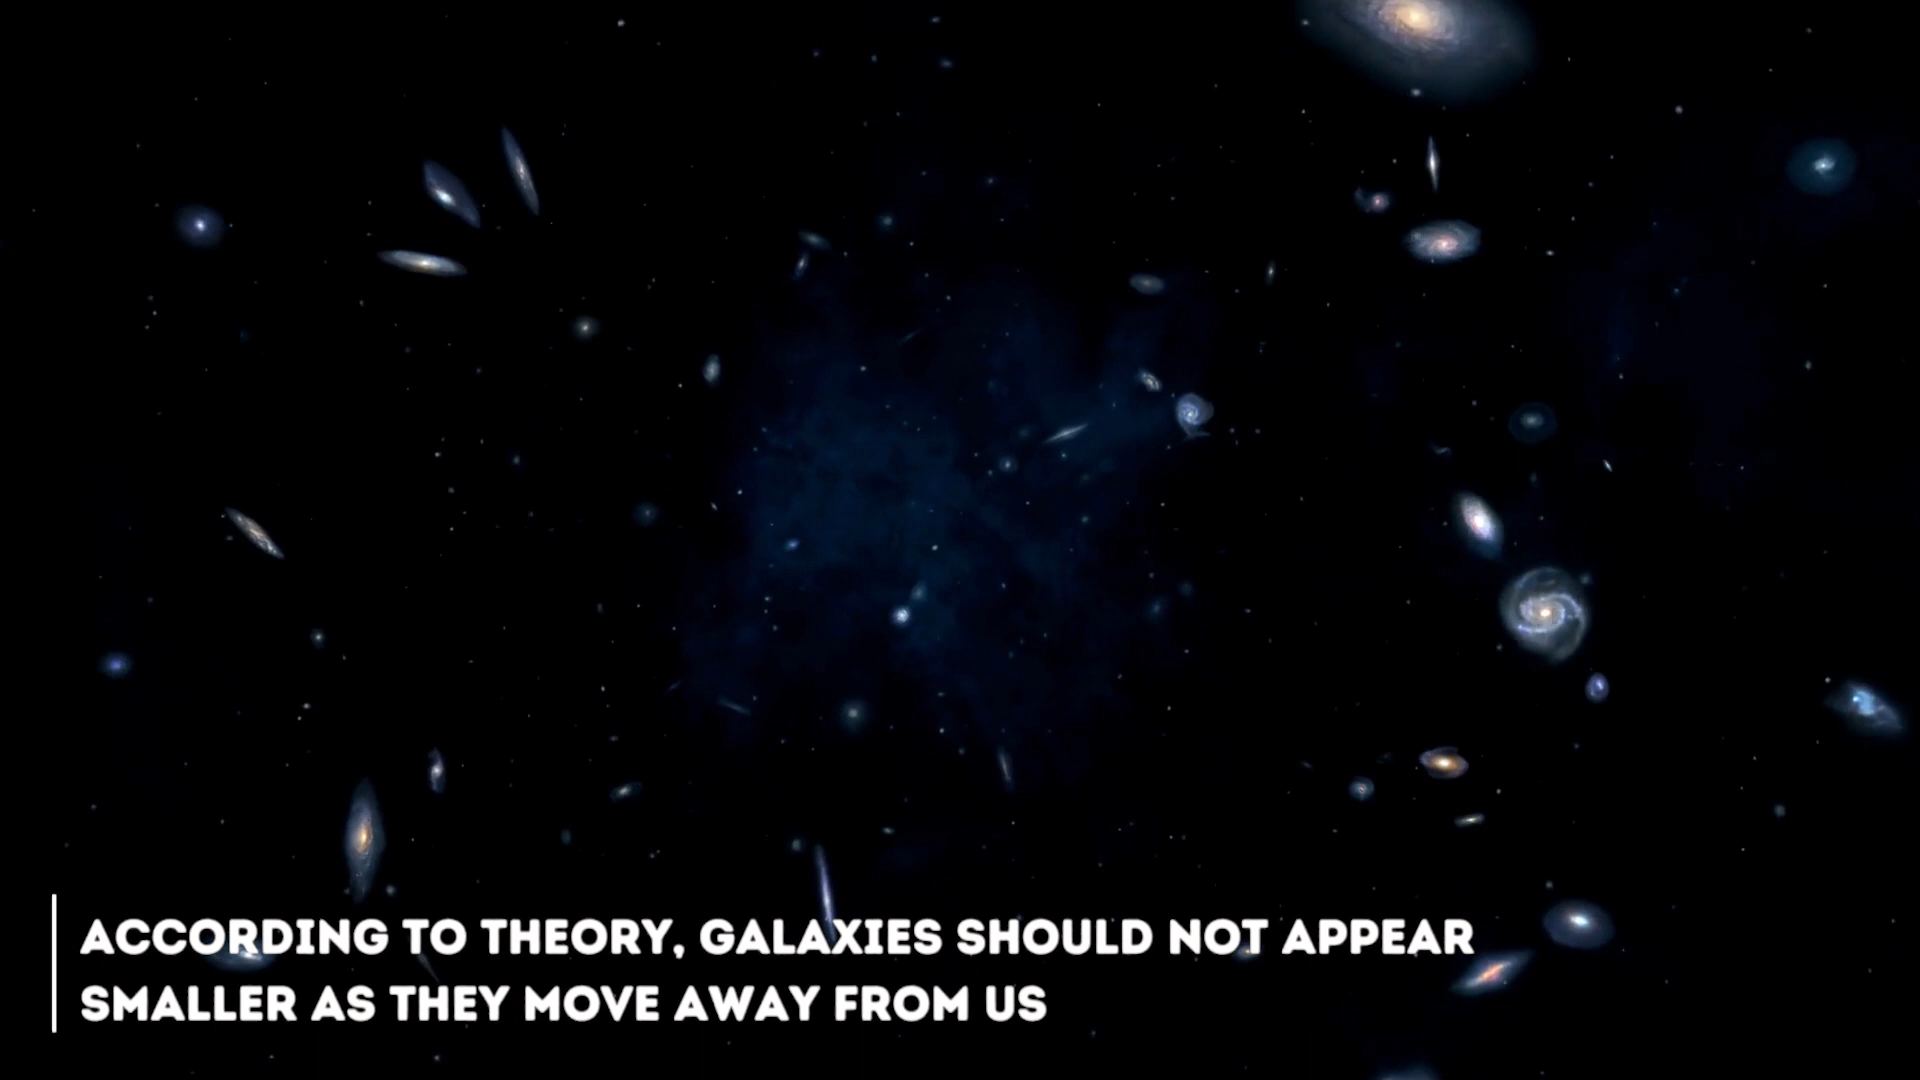 ACCORDING TO THEORY, GALAXIES SHOULD NOT APPEAR
SMALLER AS THEY MOVE AWAY FROM US